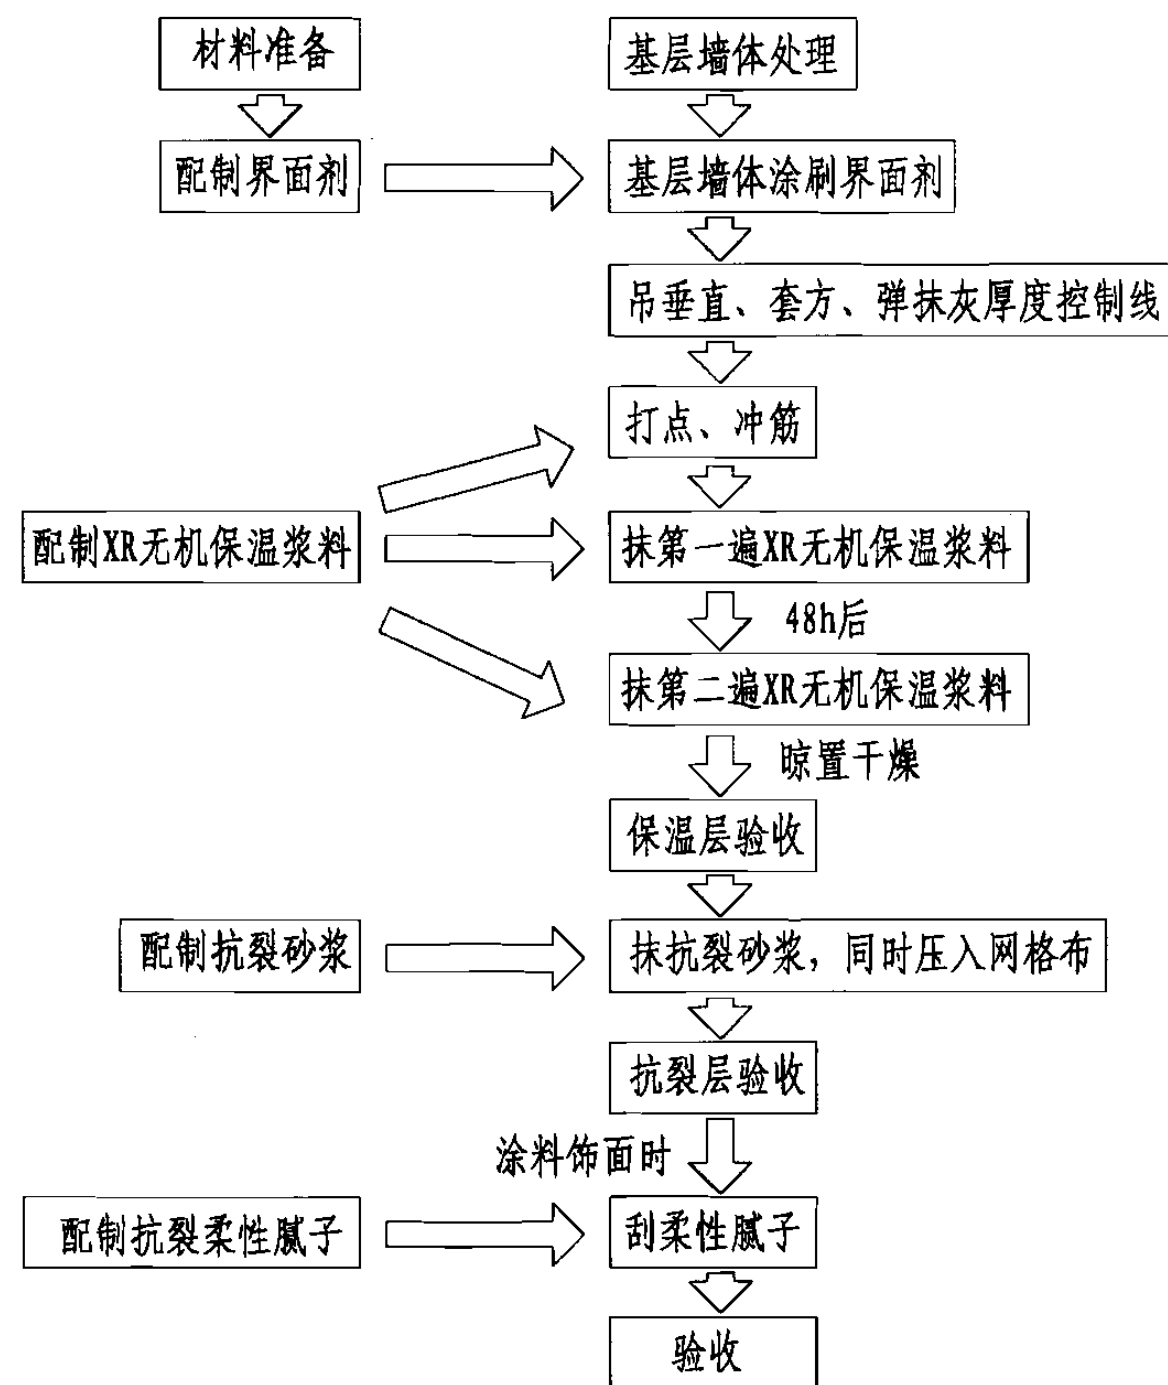 材料准备
基层墙体处理
配制界面剂
基层墙体涂刷界面剂
吊垂直、套方、弹抹灰厚度控制线
打点、冲筋
配制XR无机保温浆料
抹第一遍XR无机保温浆料
48h后
抹第二遍XR无机保温浆料
晾置干燥
保温层验收
配制抗裂砂浆
抹抗裂砂浆，同时压入网格布
抗裂层验收
涂料饰面时
配制抗裂柔性腻子
刮柔性腻子
验收